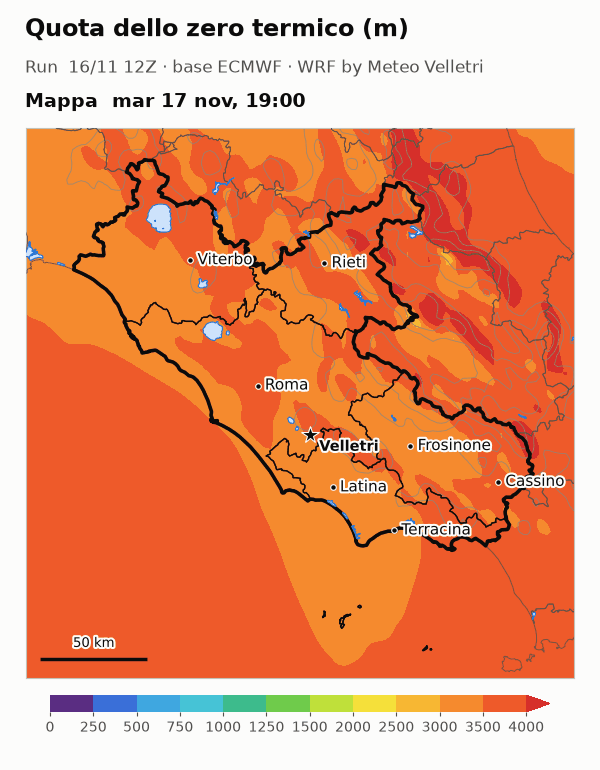 Quota dello zero termico (m)
Run  16/11 12Z · base ECMWF · WRF by Meteo Velletri
Mappa  mar 17 nov, 19:00
Viterbo
Rieti
Roma
Velletri
Frosinone
Cassino
Latina
Terracina
50 km
0 250 500 750 1000 1250 1500 2000 2500 3000 3500 4000